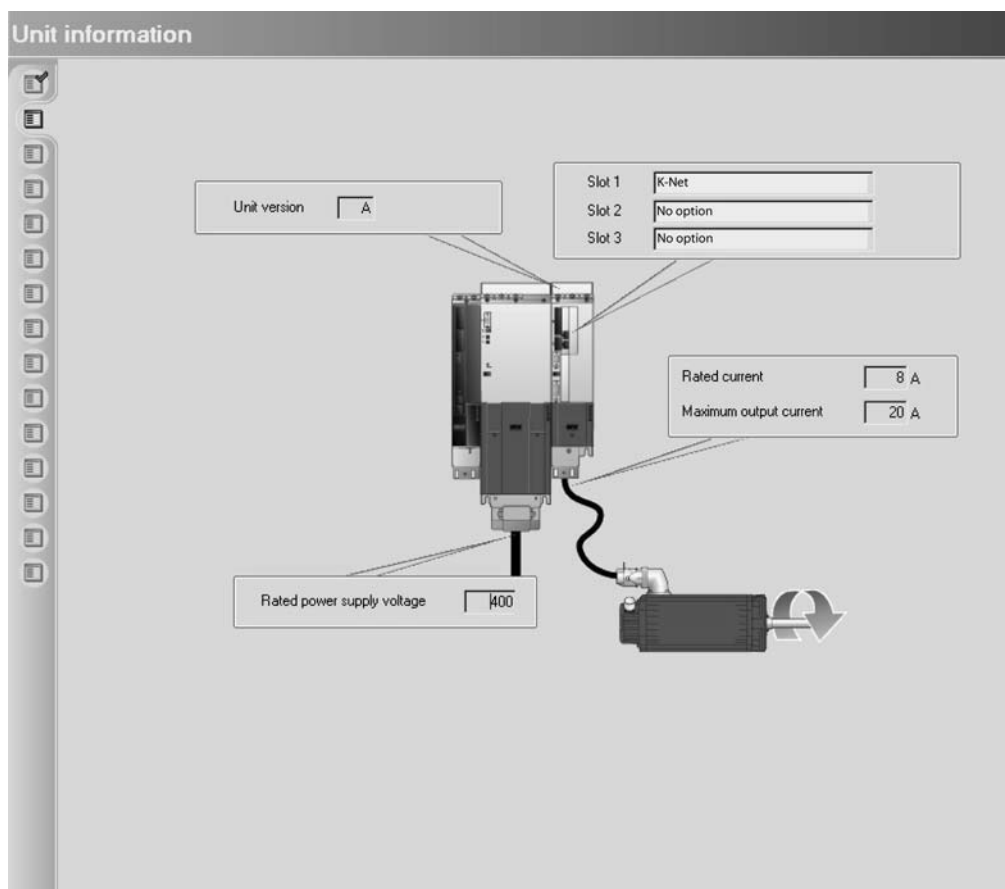 Unit information
Unit version A
Slot 1 K-Net
Slot 2 No option
Slot 3 No option
Rated current 8 A
Maximum output current 20 A
Rated power supply voltage 400